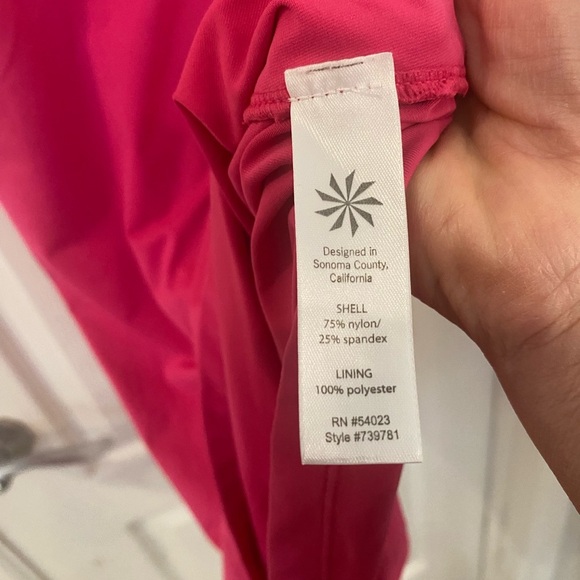 Designed in
Sonoma County,
California
SHELL
75% nylon/
25% spandex
LINING
100% polyester
RN #54023
Style #739781